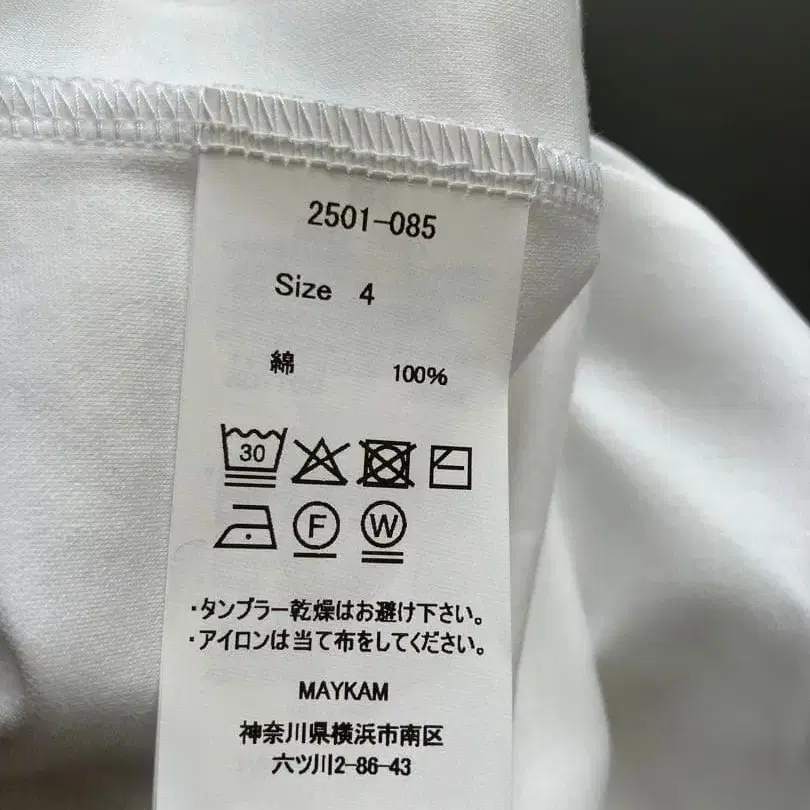 2501-085
Size 4
綿 100%
30
F W
・タンブラー乾燥はお避け下さい。
・アイロンは当て布をしてください。
MAYKAM
神奈川県横浜市南区
六ツ川2-86-43